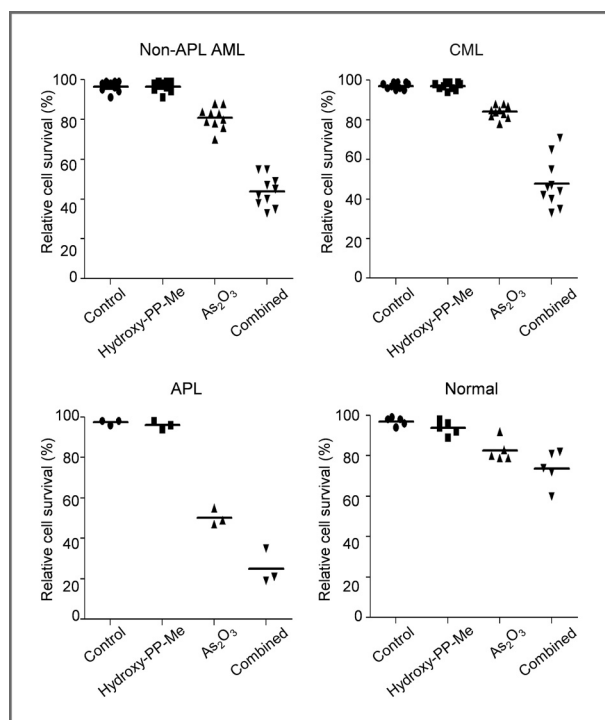 Non-APL AML
Relative cell survival (%)
100
80
60
40
20
0
Control
Hydroxy-PP-Me
As₂O₃
Combined
CML
Relative cell survival (%)
100
80
60
40
20
0
Control
Hydroxy-PP-Me
As₂O₃
Combined
APL
Relative cell survival (%)
100
80
60
40
20
0
Control
Hydroxy-PP-Me
As₂O₃
Combined
Normal
Relative cell survival (%)
100
80
60
40
20
0
Control
Hydroxy-PP-Me
As₂O₃
Combined